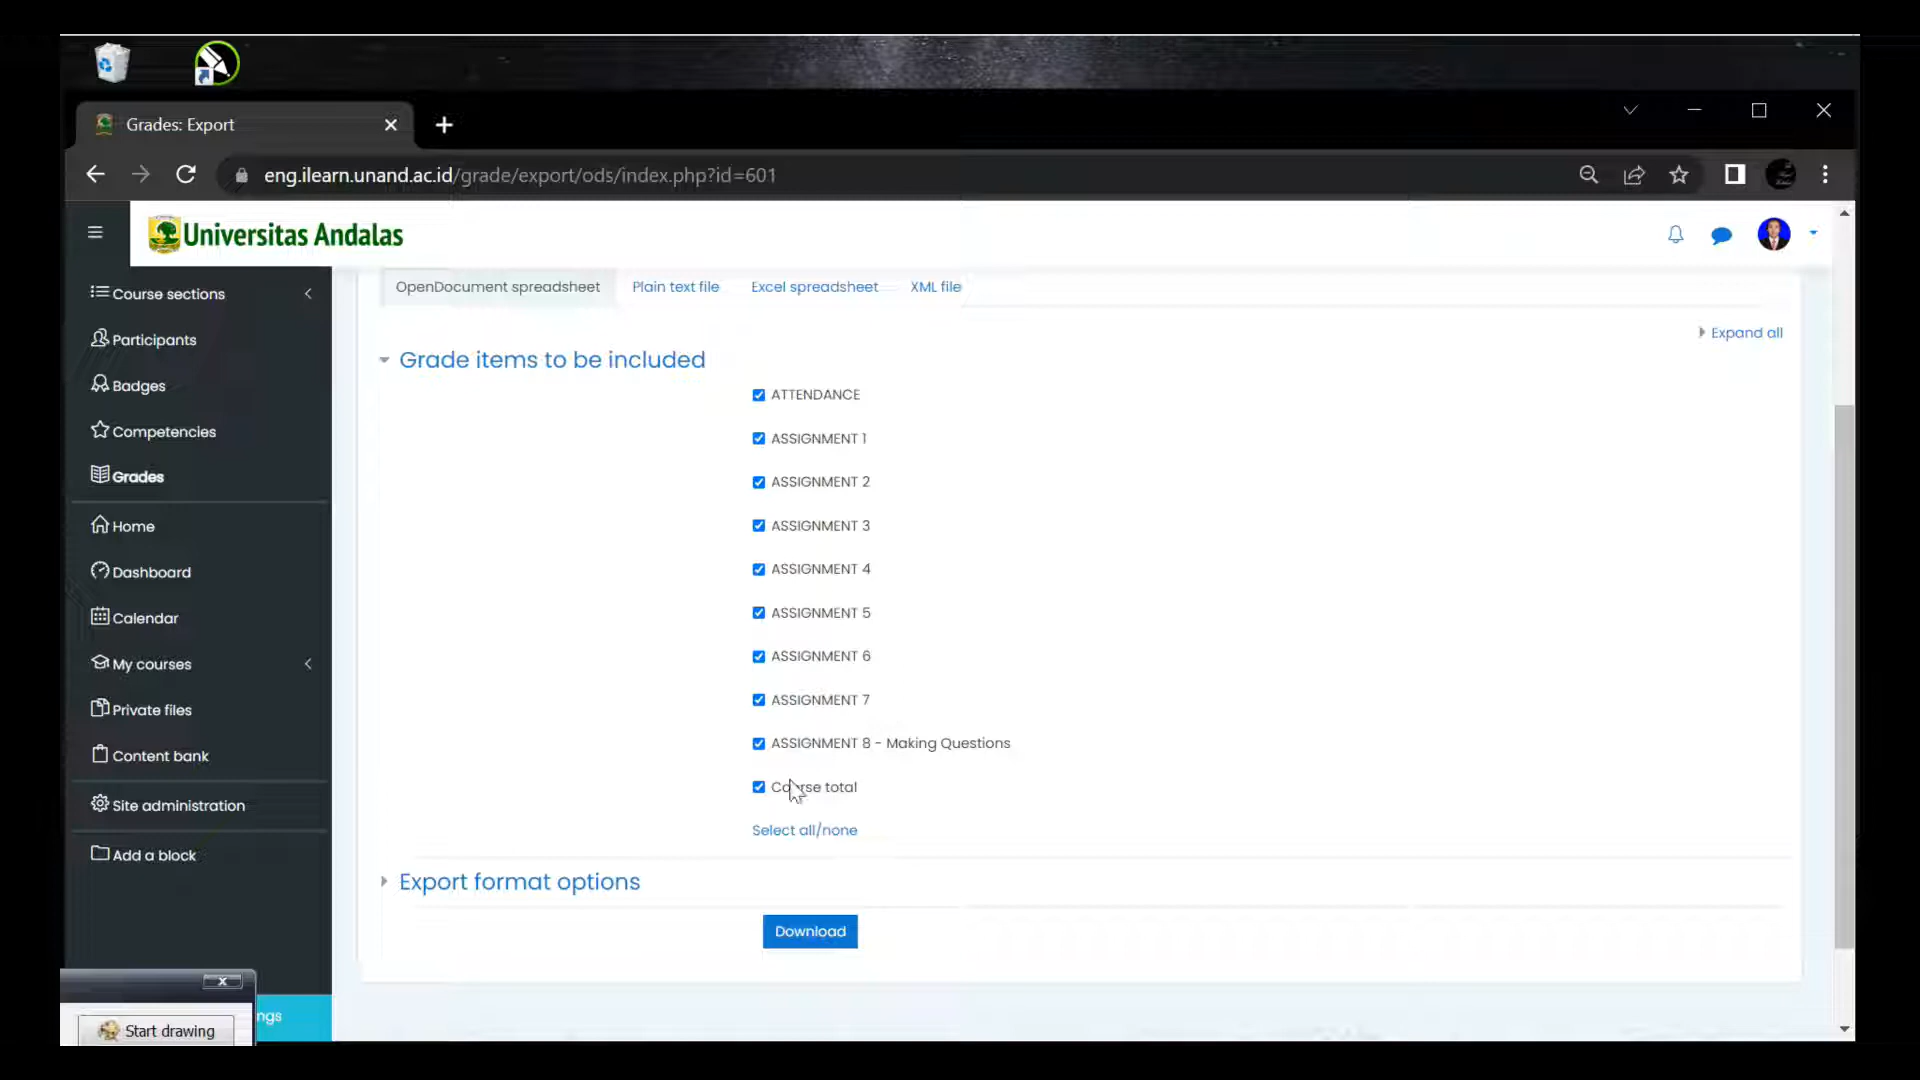 Grades: Export
eng.ilearn.unand.ac.id/grade/export/ods/index.php?id=601
Universitas Andalas
Course sections
Participants
Badges
Competencies
Grades
Home
Dashboard
Calendar
My courses
Private files
Content bank
Site administration
Add a block
ngs
x
Start drawing
OpenDocument spreadsheet Plain text file Excel spreadsheet XML file
Expand all
Grade items to be included
ATTENDANCE
ASSIGNMENT 1
ASSIGNMENT 2
ASSIGNMENT 3
ASSIGNMENT 4
ASSIGNMENT 5
ASSIGNMENT 6
ASSIGNMENT 7
ASSIGNMENT 8 - Making Questions
Course total
Select all/none
Export format options
Download